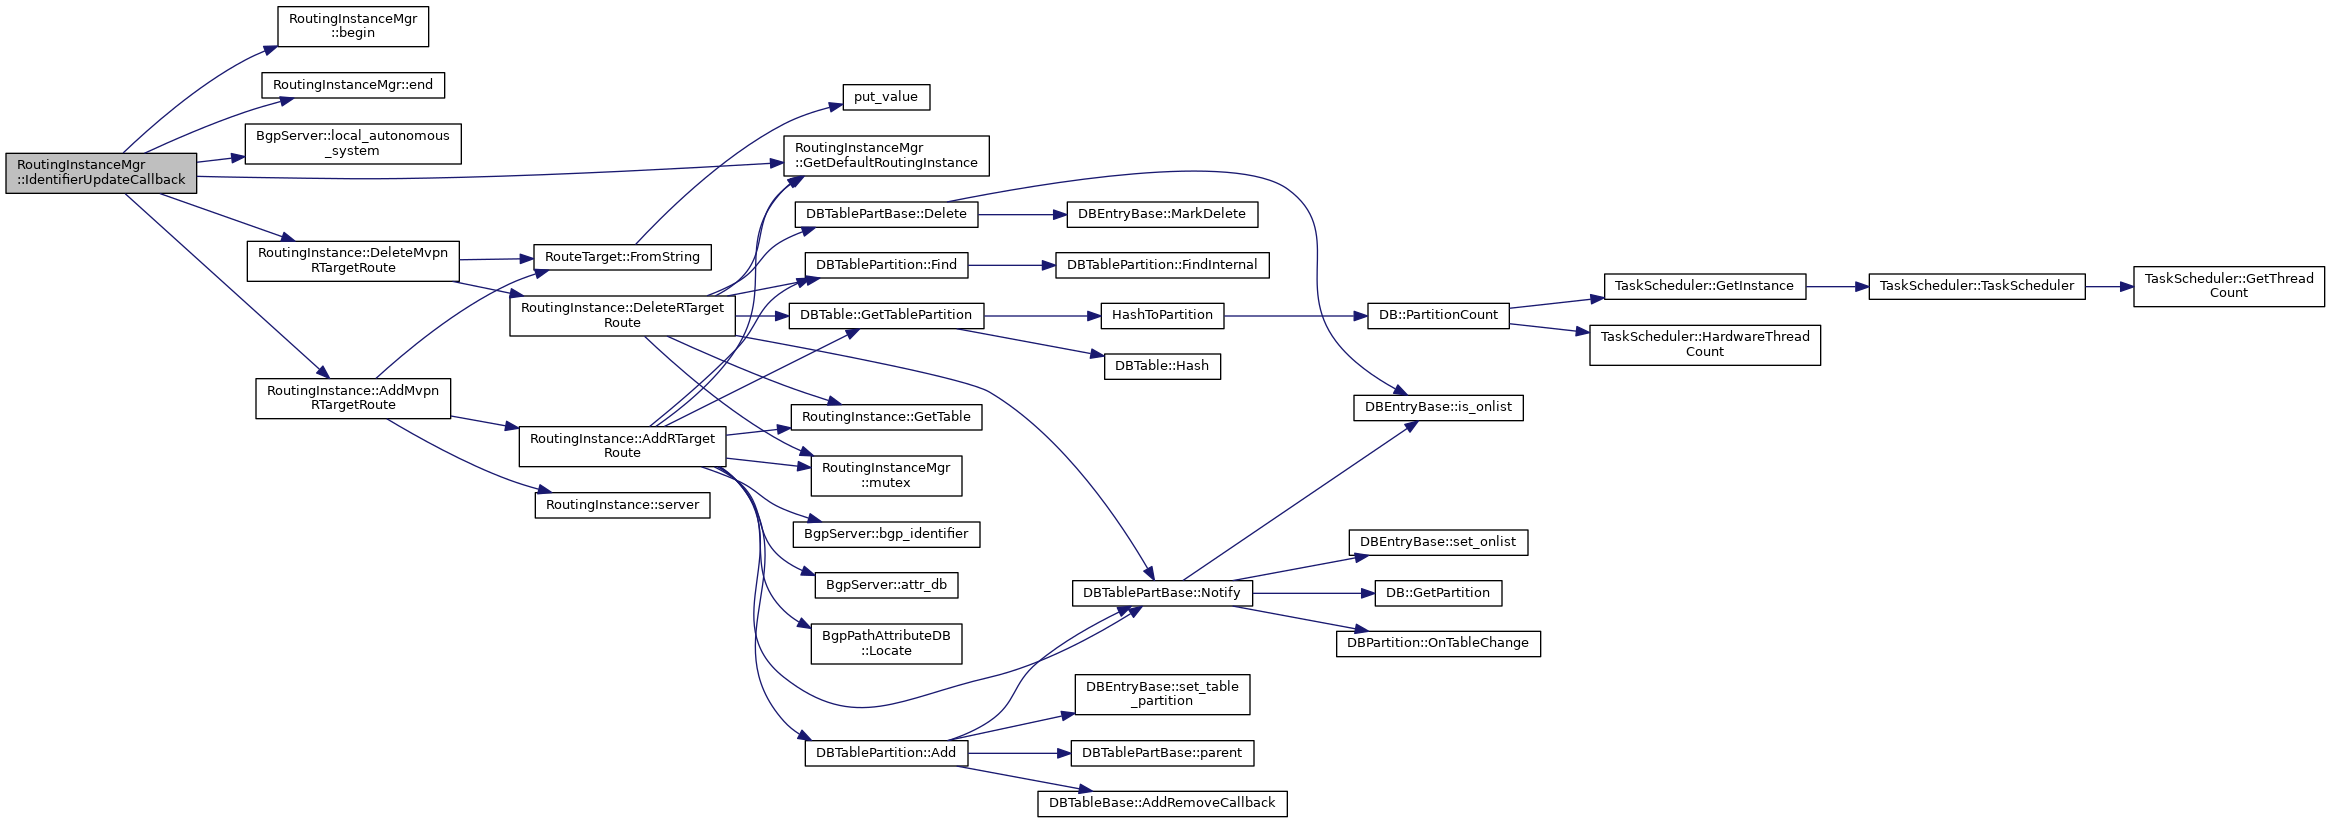 RoutingInstanceMgr
::IdentifierUpdateCallback
RoutingInstanceMgr
::begin
RoutingInstanceMgr::end
BgpServer::local_autonomous
_system
RoutingInstance::DeleteMvpn
RTargetRoute
RoutingInstance::AddMvpn
RTargetRoute
RouteTarget::FromString
RoutingInstance::DeleteRTarget
Route
RoutingInstance::AddRTarget
Route
RoutingInstance::server
put_value
RoutingInstanceMgr
::GetDefaultRoutingInstance
DBTablePartBase::Delete
DBTablePartition::Find
DBTable::GetTablePartition
RoutingInstance::GetTable
RoutingInstanceMgr
::mutex
BgpServer::bgp_identifier
BgpServer::attr_db
BgpPathAttributeDB
::Locate
DBTablePartition::Add
DBEntryBase::MarkDelete
DBTablePartition::FindInternal
HashToPartition
DBTable::Hash
DBTablePartBase::Notify
DBEntryBase::set_table
_partition
DBTablePartBase::parent
DBTableBase::AddRemoveCallback
DB::PartitionCount
DBEntryBase::is_onlist
DBEntryBase::set_onlist
DB::GetPartition
DBPartition::OnTableChange
TaskScheduler::GetInstance
TaskScheduler::HardwareThread
Count
TaskScheduler::TaskScheduler
TaskScheduler::GetThread
Count